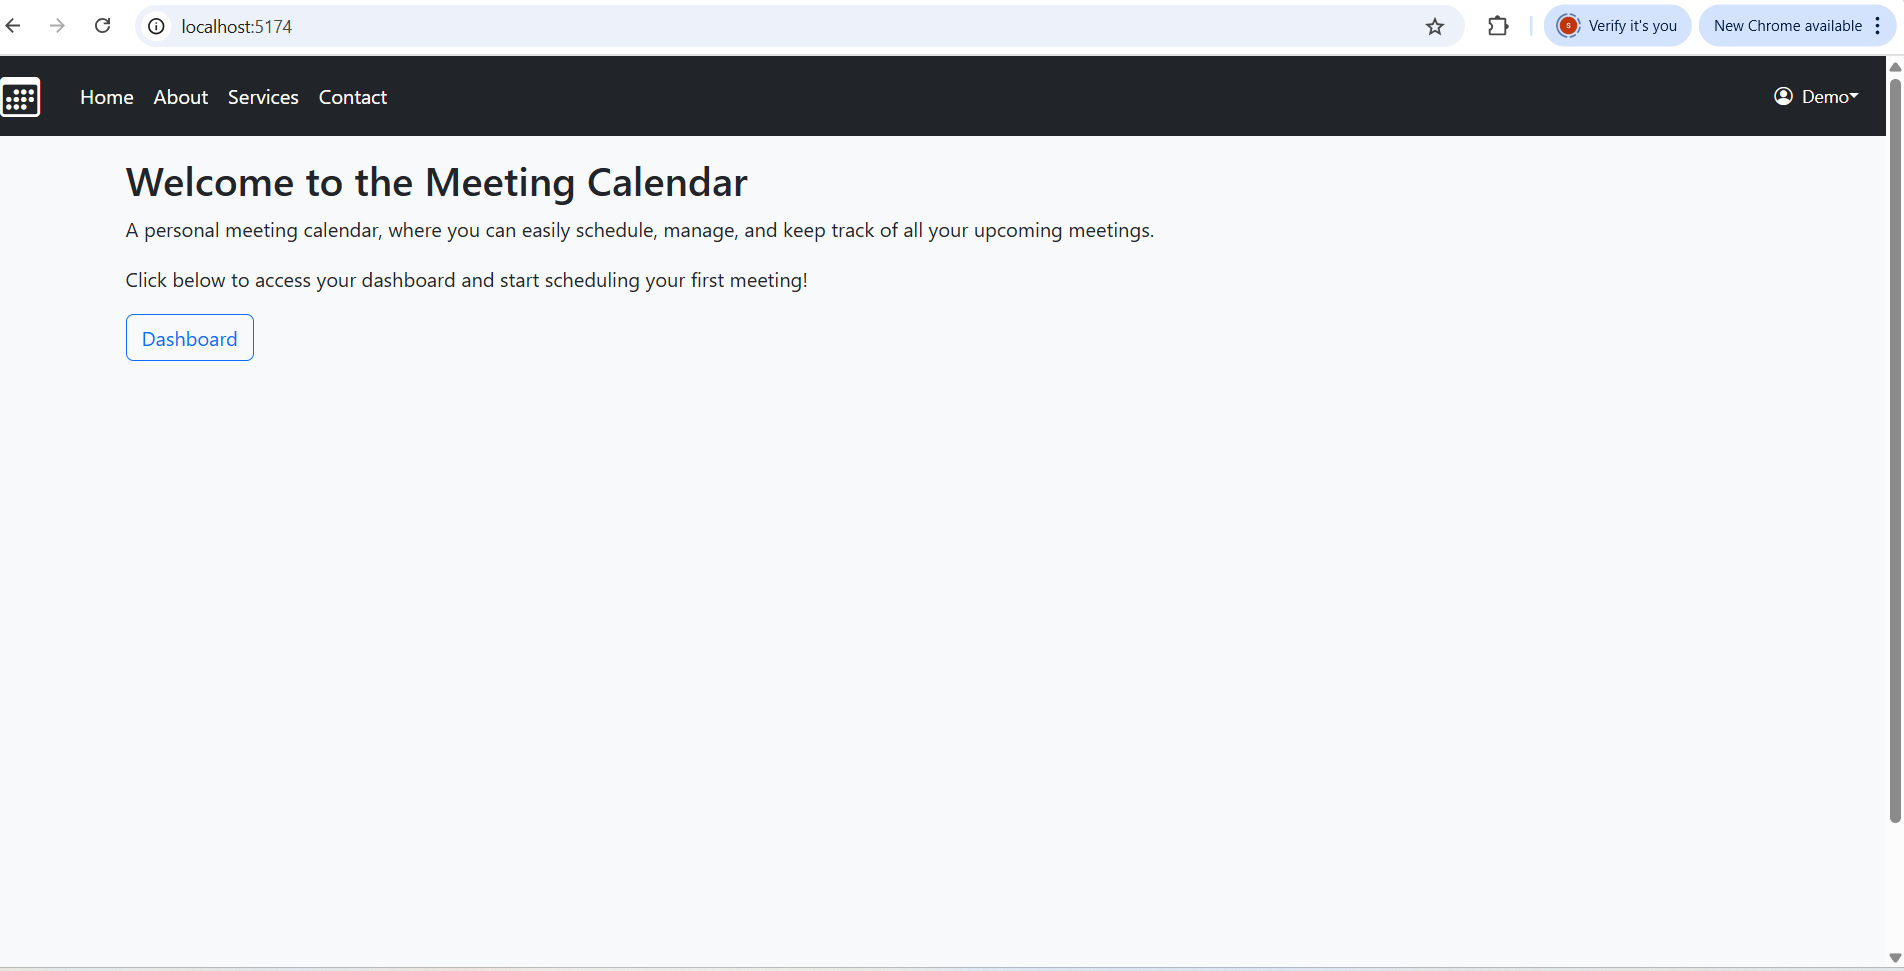 localhost:5174
Verify it's you
New Chrome available
Home About Services Contact
Demo
Welcome to the Meeting Calendar
A personal meeting calendar, where you can easily schedule, manage, and keep track of all your upcoming meetings.
Click below to access your dashboard and start scheduling your first meeting!
Dashboard